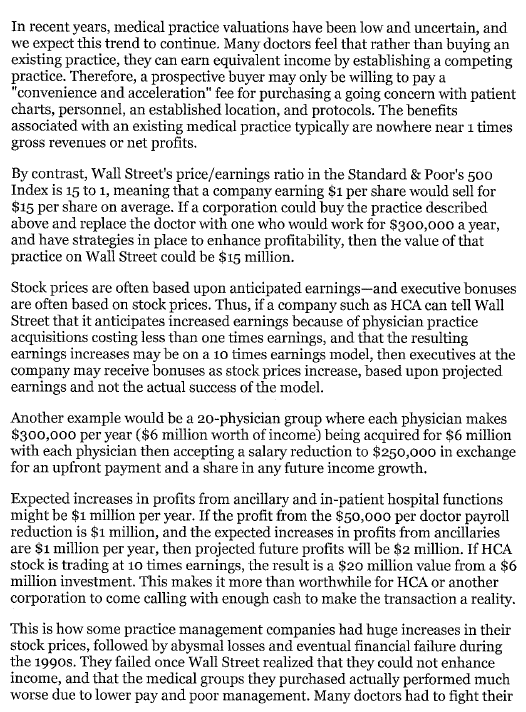 In recent years, medical practice valuations have been low and uncertain, and
we expect this trend to continue. Many doctors feel that rather than buying an
existing practice, they can earn equivalent income by establishing a competing
practice. Therefore, a prospective buyer may only be willing to pay a
"convenience and acceleration" fee for purchasing a going concern with patient
charts, personnel, an established location, and protocols. The benefits
associated with an existing medical practice typically are nowhere near 1 times
gross revenues or net profits.

By contrast, Wall Street's price/earnings ratio in the Standard & Poor's 500
Index is 15 to 1, meaning that a company earning $1 per share would sell for
$15 per share on average. If a corporation could buy the practice described
above and replace the doctor with one who would work for $300,000 a year,
and have strategies in place to enhance profitability, then the value of that
practice on Wall Street could be $15 million.

Stock prices are often based upon anticipated earnings—and executive bonuses
are often based on stock prices. Thus, if a company such as HCA can tell Wall
Street that it anticipates increased earnings because of physician practice
acquisitions costing less than one times earnings, and that the resulting
earnings increases may be on a 10 times earnings model, then executives at the
company may receive bonuses as stock prices increase, based upon projected
earnings and not the actual success of the model.

Another example would be a 20-physician group where each physician makes
$300,000 per year ($6 million worth of income) being acquired for $6 million
with each physician then accepting a salary reduction to $250,000 in exchange
for an upfront payment and a share in any future income growth.

Expected increases in profits from ancillary and in-patient hospital functions
might be $1 million per year. If the profit from the $50,000 per doctor payroll
reduction is $1 million, and the expected increases in profits from ancillaries
are $1 million per year, then projected future profits will be $2 million. If HCA
stock is trading at 10 times earnings, the result is a $20 million value from a $6
million investment. This makes it more than worthwhile for HCA or another
corporation to come calling with enough cash to make the transaction a reality.

This is how some practice management companies had huge increases in their
stock prices, followed by abysmal losses and eventual financial failure during
the 1990s. They failed once Wall Street realized that they could not enhance
income, and that the medical groups they purchased actually performed much
worse due to lower pay and poor management. Many doctors had to fight their